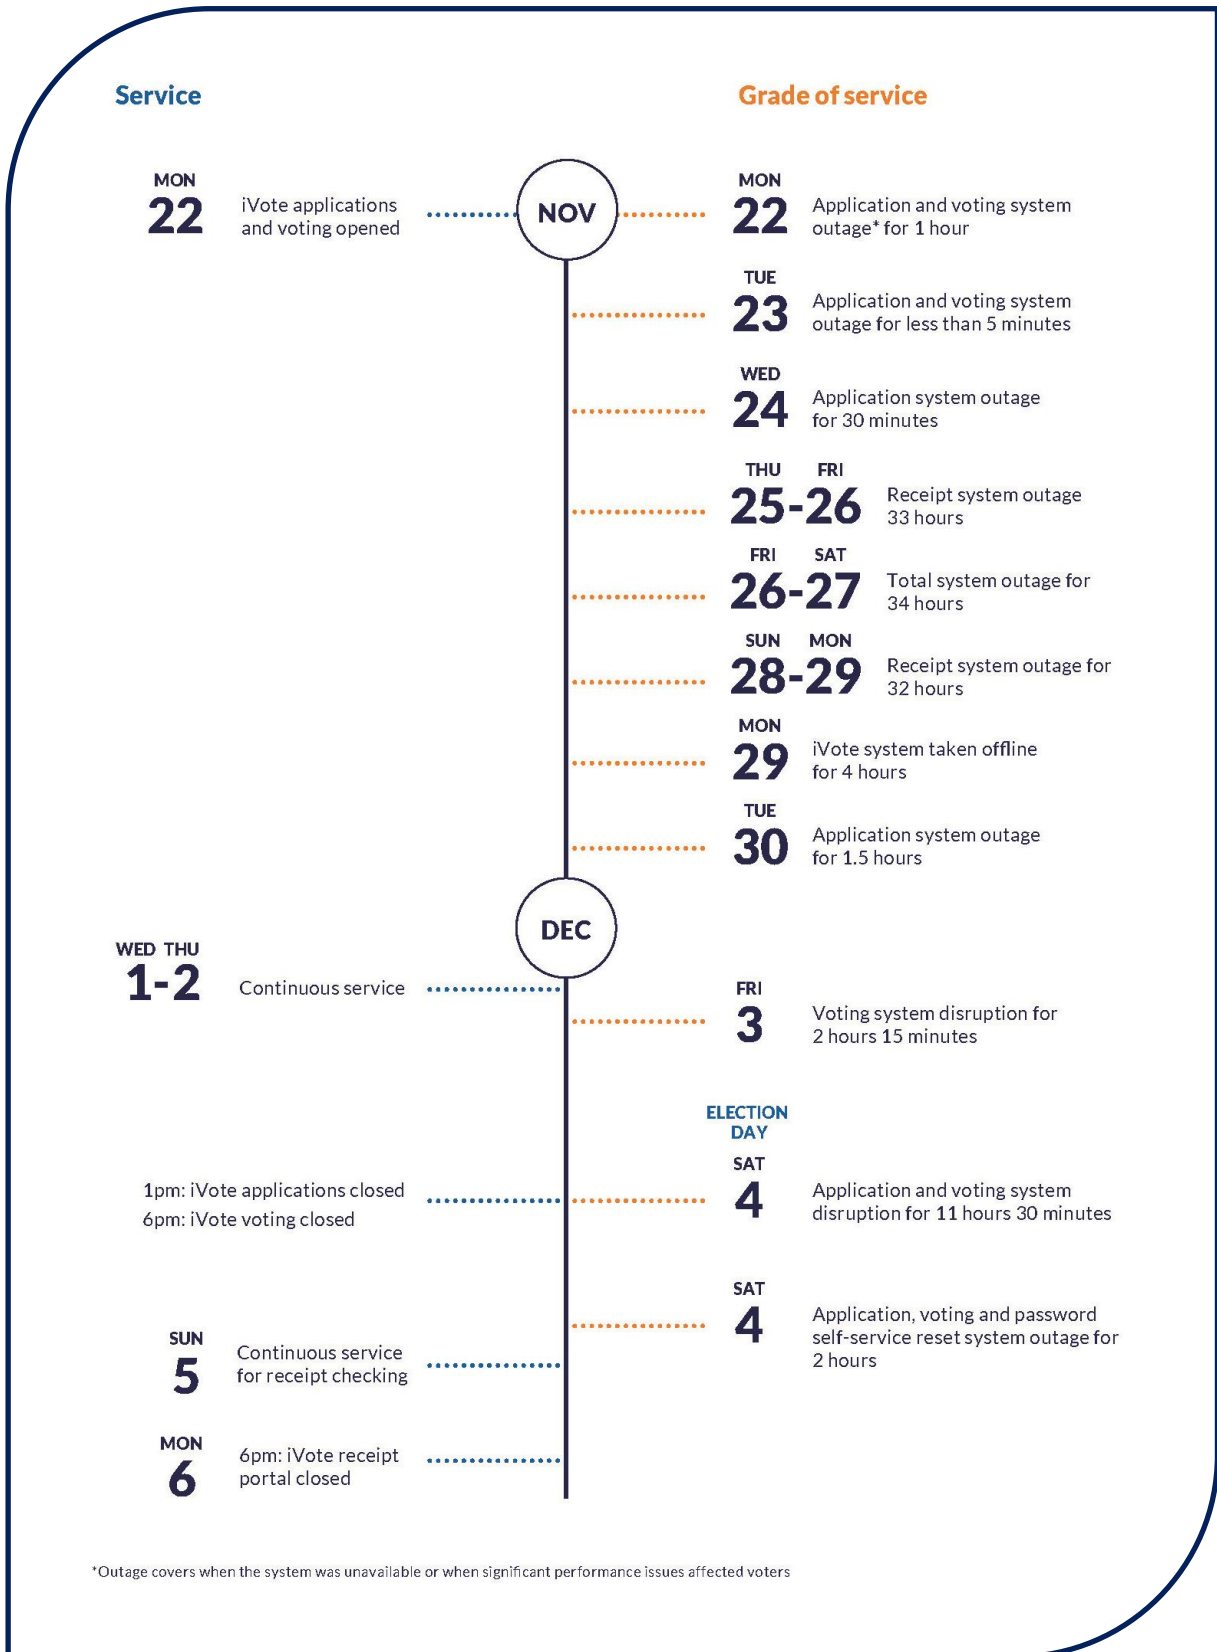 Service
Grade of service
MON
22
iVote applications
and voting opened
NOV
MON
22
Application and voting system
outage* for 1 hour
TUE
23
Application and voting system
outage for less than 5 minutes
WED
24
Application system outage
for 30 minutes
THU FRI
25-26
Receipt system outage
33 hours
FRI SAT
26-27
Total system outage for
34 hours
SUN MON
28-29
Receipt system outage for
32 hours
MON
29
iVote system taken offline
for 4 hours
TUE
30
Application system outage
for 1.5 hours
DEC
WED THU
1-2
Continuous service
FRI
3
Voting system disruption for
2 hours 15 minutes
ELECTION
DAY
1pm: iVote applications closed
6pm: iVote voting closed
SAT
4
Application and voting system
disruption for 11 hours 30 minutes
SAT
4
Application, voting and password
self-service reset system outage for
2 hours
SUN
5
Continuous service
for receipt checking
MON
6
6pm: iVote receipt
portal closed
*Outage covers when the system was unavailable or when significant performance issues affected voters